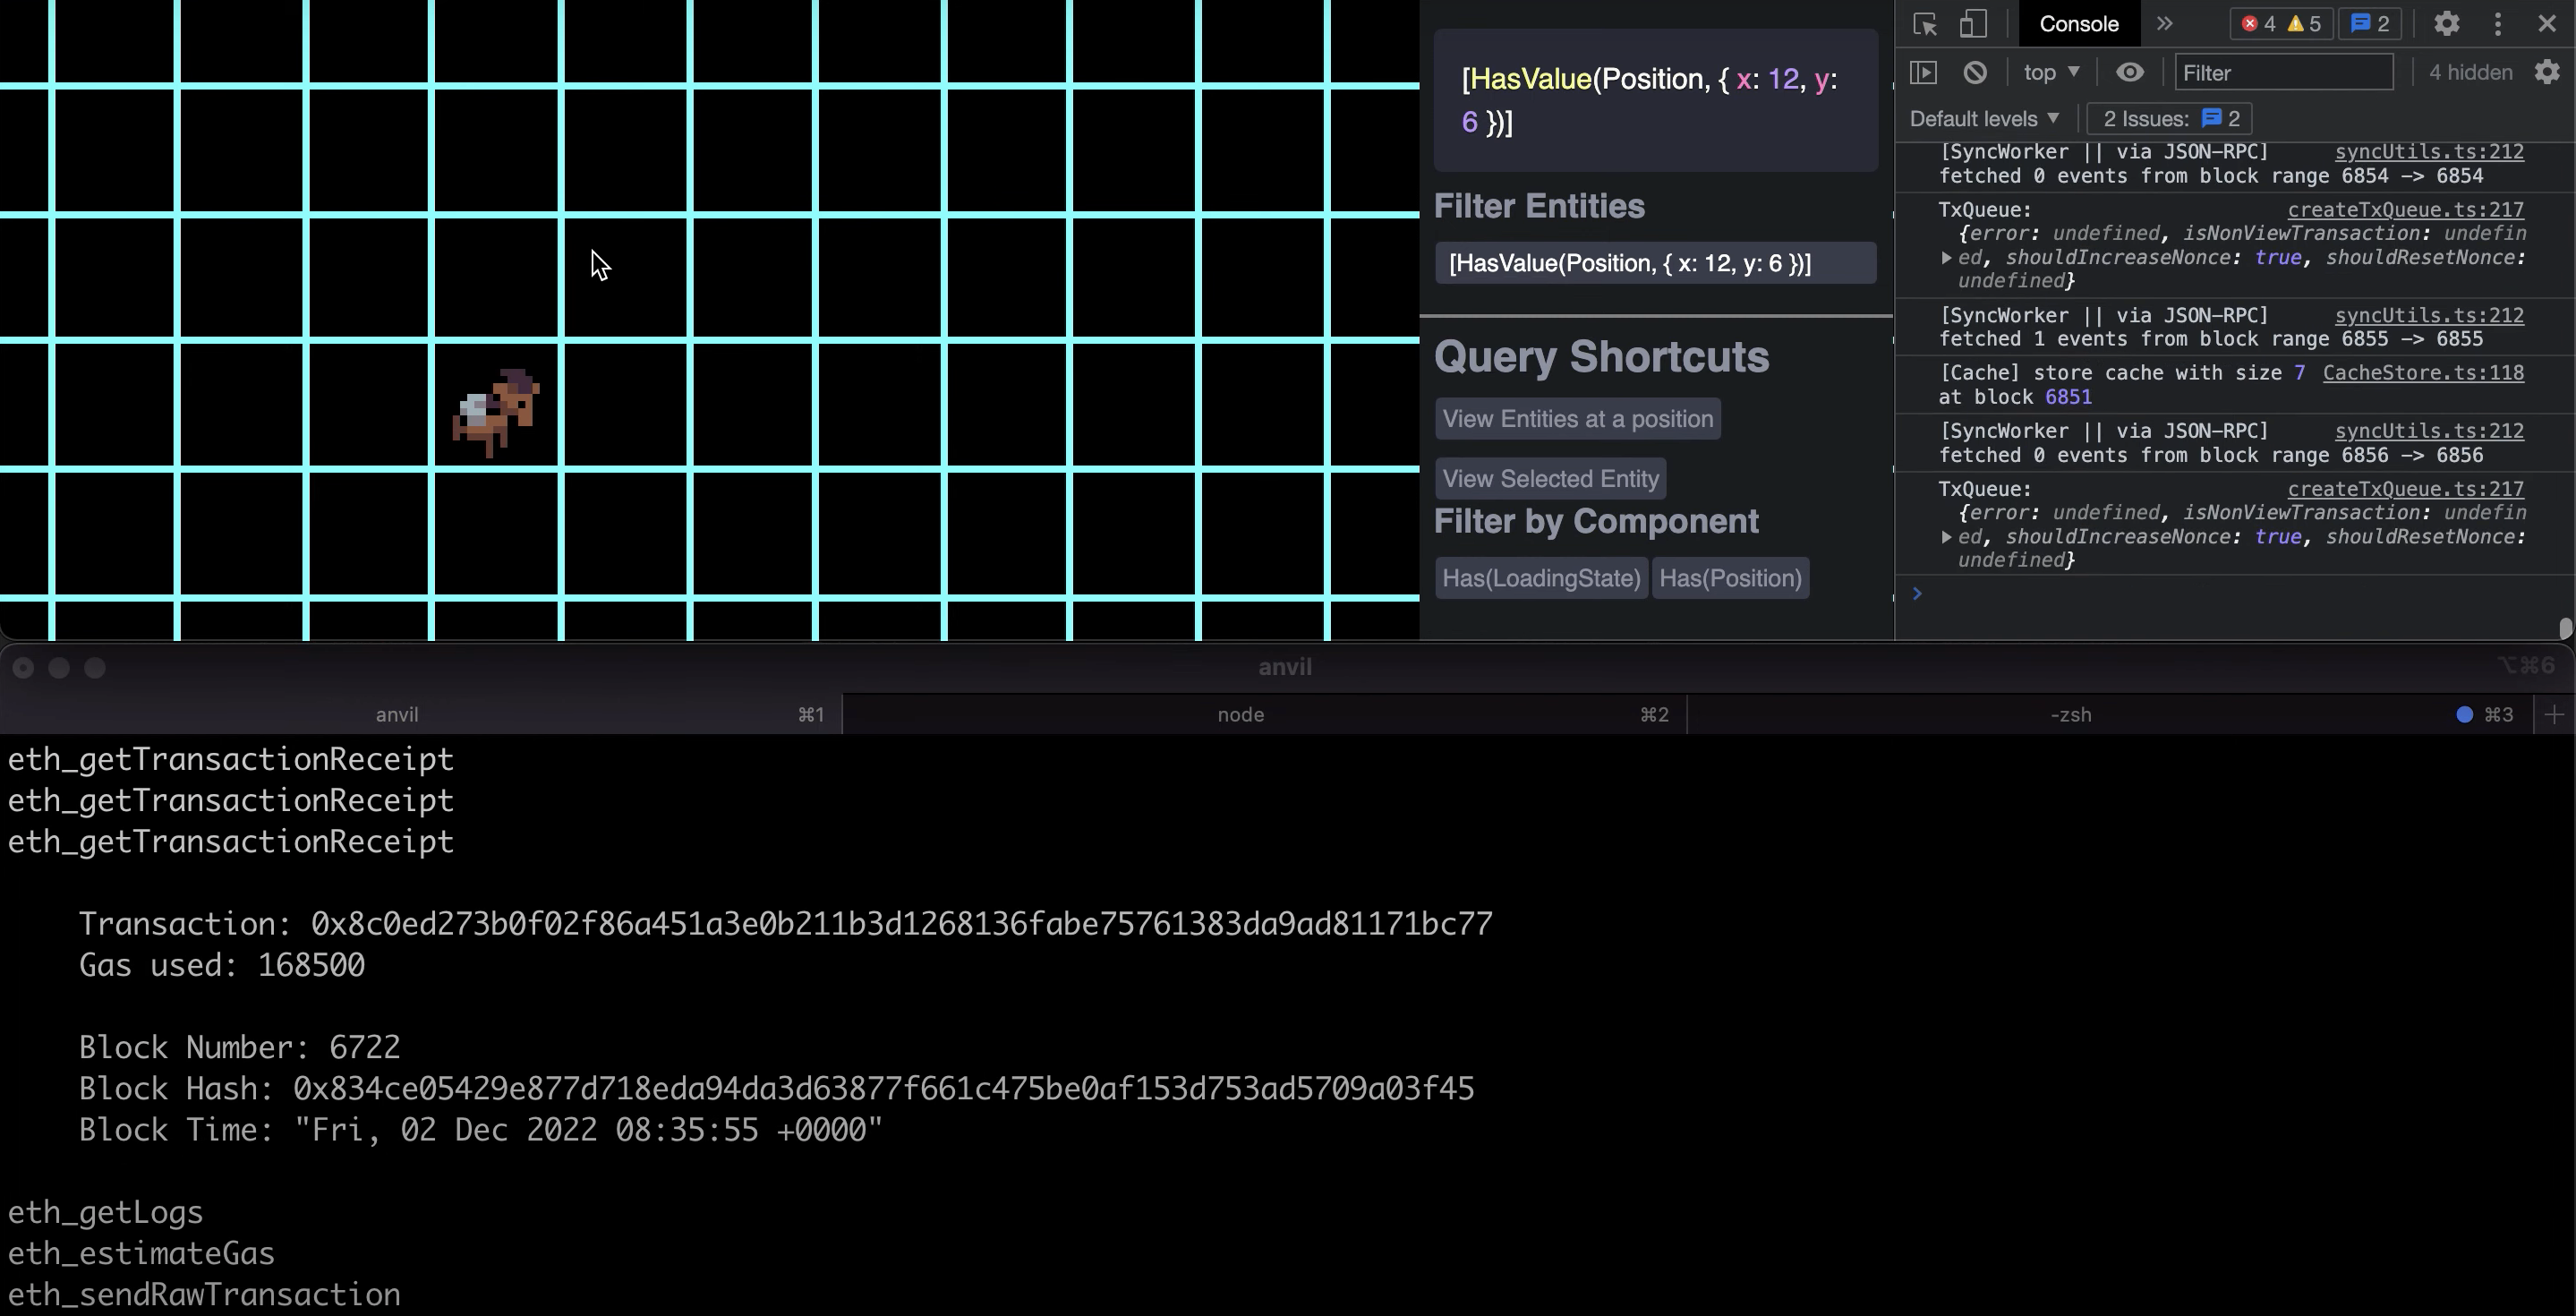 [HasValue(Position, { x: 12, y:
6 })]
Filter Entities
[HasValue(Position, { x: 12, y: 6 })]
Query Shortcuts
View Entities at a position
View Selected Entity
Filter by Component
Has(LoadingState) Has(Position)
Console » 4 5 2
top ▼ Filter 4 hidden
Default levels ▼ 2 Issues: 2
[SyncWorker || via JSON-RPC] syncUtils.ts:212
fetched 0 events from block range 6854 -> 6854
TxQueue: createTxQueue.ts:217
{error: undefined, isNonViewTransaction: undefin
ed, shouldIncreaseNonce: true, shouldResetNonce:
undefined}
[SyncWorker || via JSON-RPC] syncUtils.ts:212
fetched 1 events from block range 6855 -> 6855
[Cache] store cache with size 7 CacheStore.ts:118
at block 6851
[SyncWorker || via JSON-RPC] syncUtils.ts:212
fetched 0 events from block range 6856 -> 6856
TxQueue: createTxQueue.ts:217
{error: undefined, isNonViewTransaction: undefin
ed, shouldIncreaseNonce: true, shouldResetNonce:
undefined}
anvil ⌥⌘6
anvil ⌘1 node ⌘2 -zsh ⌘3
eth_getTransactionReceipt
eth_getTransactionReceipt
eth_getTransactionReceipt
Transaction: 0x8c0ed273b0f02f86a451a3e0b211b3d1268136fabe75761383da9ad81171bc77
Gas used: 168500
Block Number: 6722
Block Hash: 0x834ce05429e877d718eda94da3d63877f661c475be0af153d753ad5709a03f45
Block Time: "Fri, 02 Dec 2022 08:35:55 +0000"
eth_getLogs
eth_estimateGas
eth_sendRawTransaction